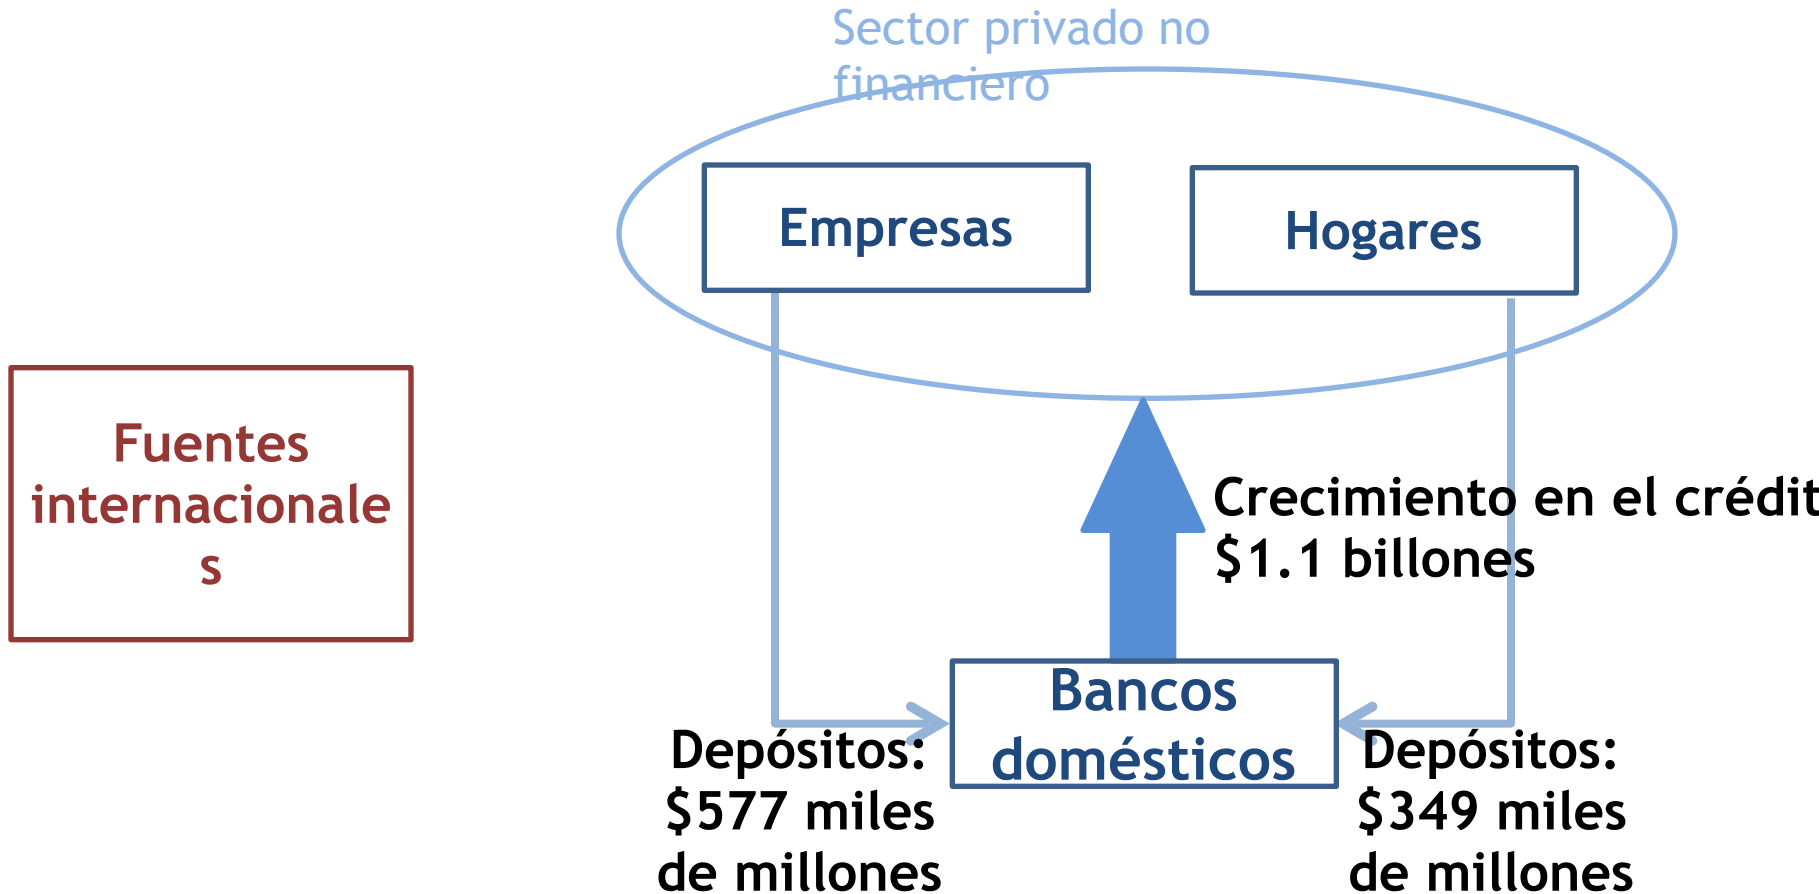 Sector privado no
financiero
Empresas
Hogares
Fuentes
internacionale
s
Crecimiento en el crédit
$1.1 billones
Bancos
domésticos
Depósitos:
$577 miles
de millones
Depósitos:
$349 miles
de millones